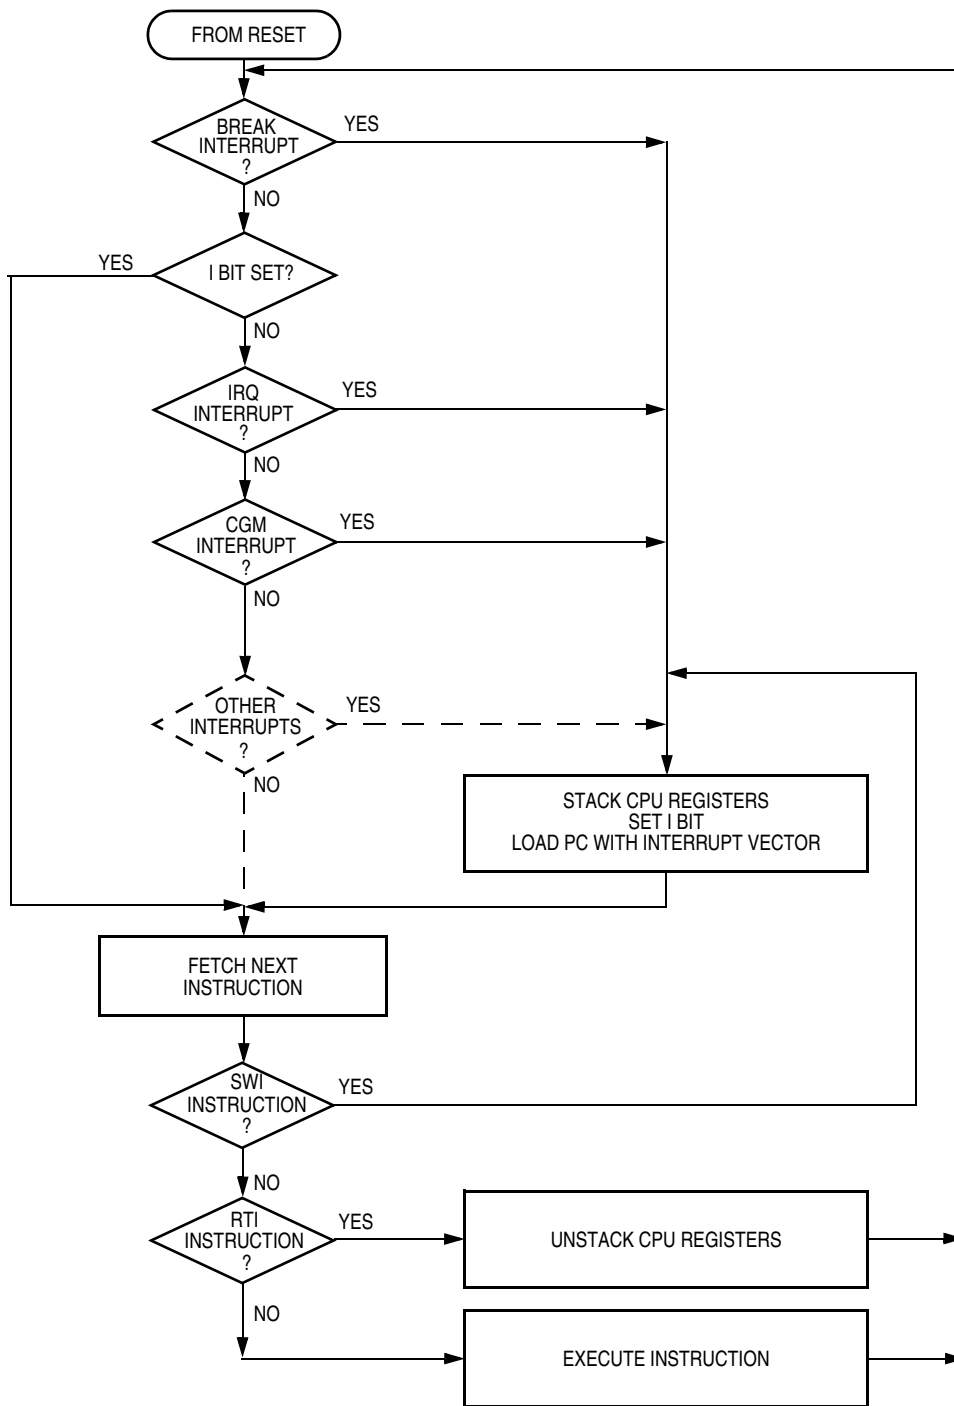 FROM RESET
BREAK
INTERRUPT
?
YES
NO
I BIT SET?
YES
NO
IRQ
INTERRUPT
?
YES
NO
CGM
INTERRUPT
?
YES
NO
OTHER
INTERRUPTS
?
YES
NO
STACK CPU REGISTERS
SET I BIT
LOAD PC WITH INTERRUPT VECTOR
FETCH NEXT
INSTRUCTION
SWI
INSTRUCTION
?
YES
NO
RTI
INSTRUCTION
?
YES
UNSTACK CPU REGISTERS
NO
EXECUTE INSTRUCTION